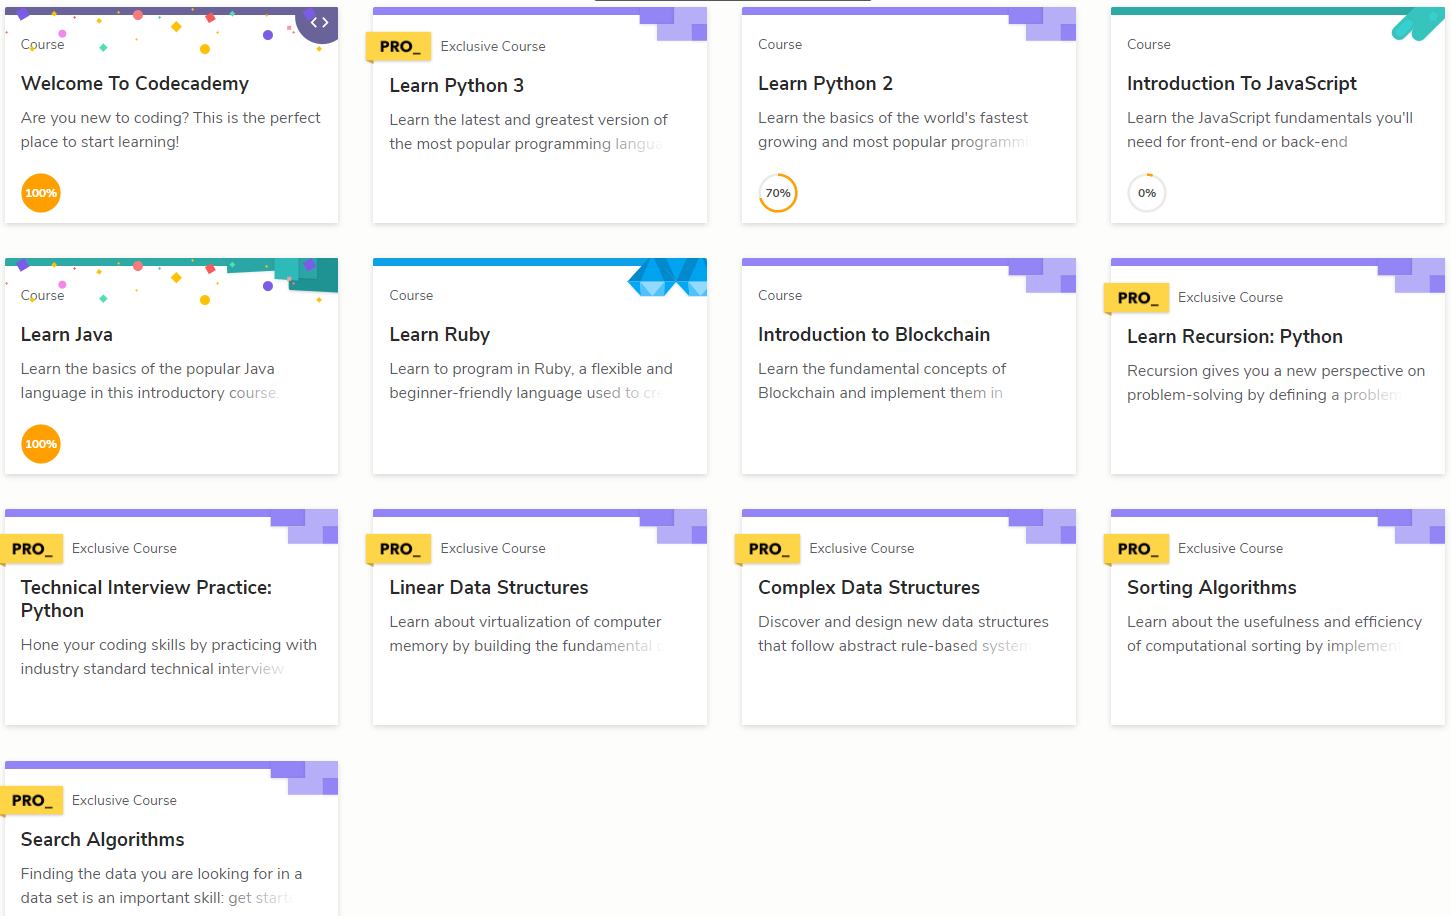 Course
Welcome To Codecademy
Are you new to coding? This is the perfect
place to start learning!
100%
PRO_ Exclusive Course
Learn Python 3
Learn the latest and greatest version of
the most popular programming langua
Course
Learn Python 2
Learn the basics of the world's fastest
growing and most popular programmi
70%
Course
Introduction To JavaScript
Learn the JavaScript fundamentals you'll
need for front-end or back-end
0%
Course
Learn Java
Learn the basics of the popular Java
language in this introductory course.
100%
Course
Learn Ruby
Learn to program in Ruby, a flexible and
beginner-friendly language used to cre
Course
Introduction to Blockchain
Learn the fundamental concepts of
Blockchain and implement them in
PRO_ Exclusive Course
Learn Recursion: Python
Recursion gives you a new perspective on
problem-solving by defining a problem
PRO_ Exclusive Course
Technical Interview Practice:
Python
Hone your coding skills by practicing with
industry standard technical interview
PRO_ Exclusive Course
Linear Data Structures
Learn about virtualization of computer
memory by building the fundamental
PRO_ Exclusive Course
Complex Data Structures
Discover and design new data structures
that follow abstract rule-based system
PRO_ Exclusive Course
Sorting Algorithms
Learn about the usefulness and efficiency
of computational sorting by implemen
PRO_ Exclusive Course
Search Algorithms
Finding the data you are looking for in a
data set is an important skill: get start